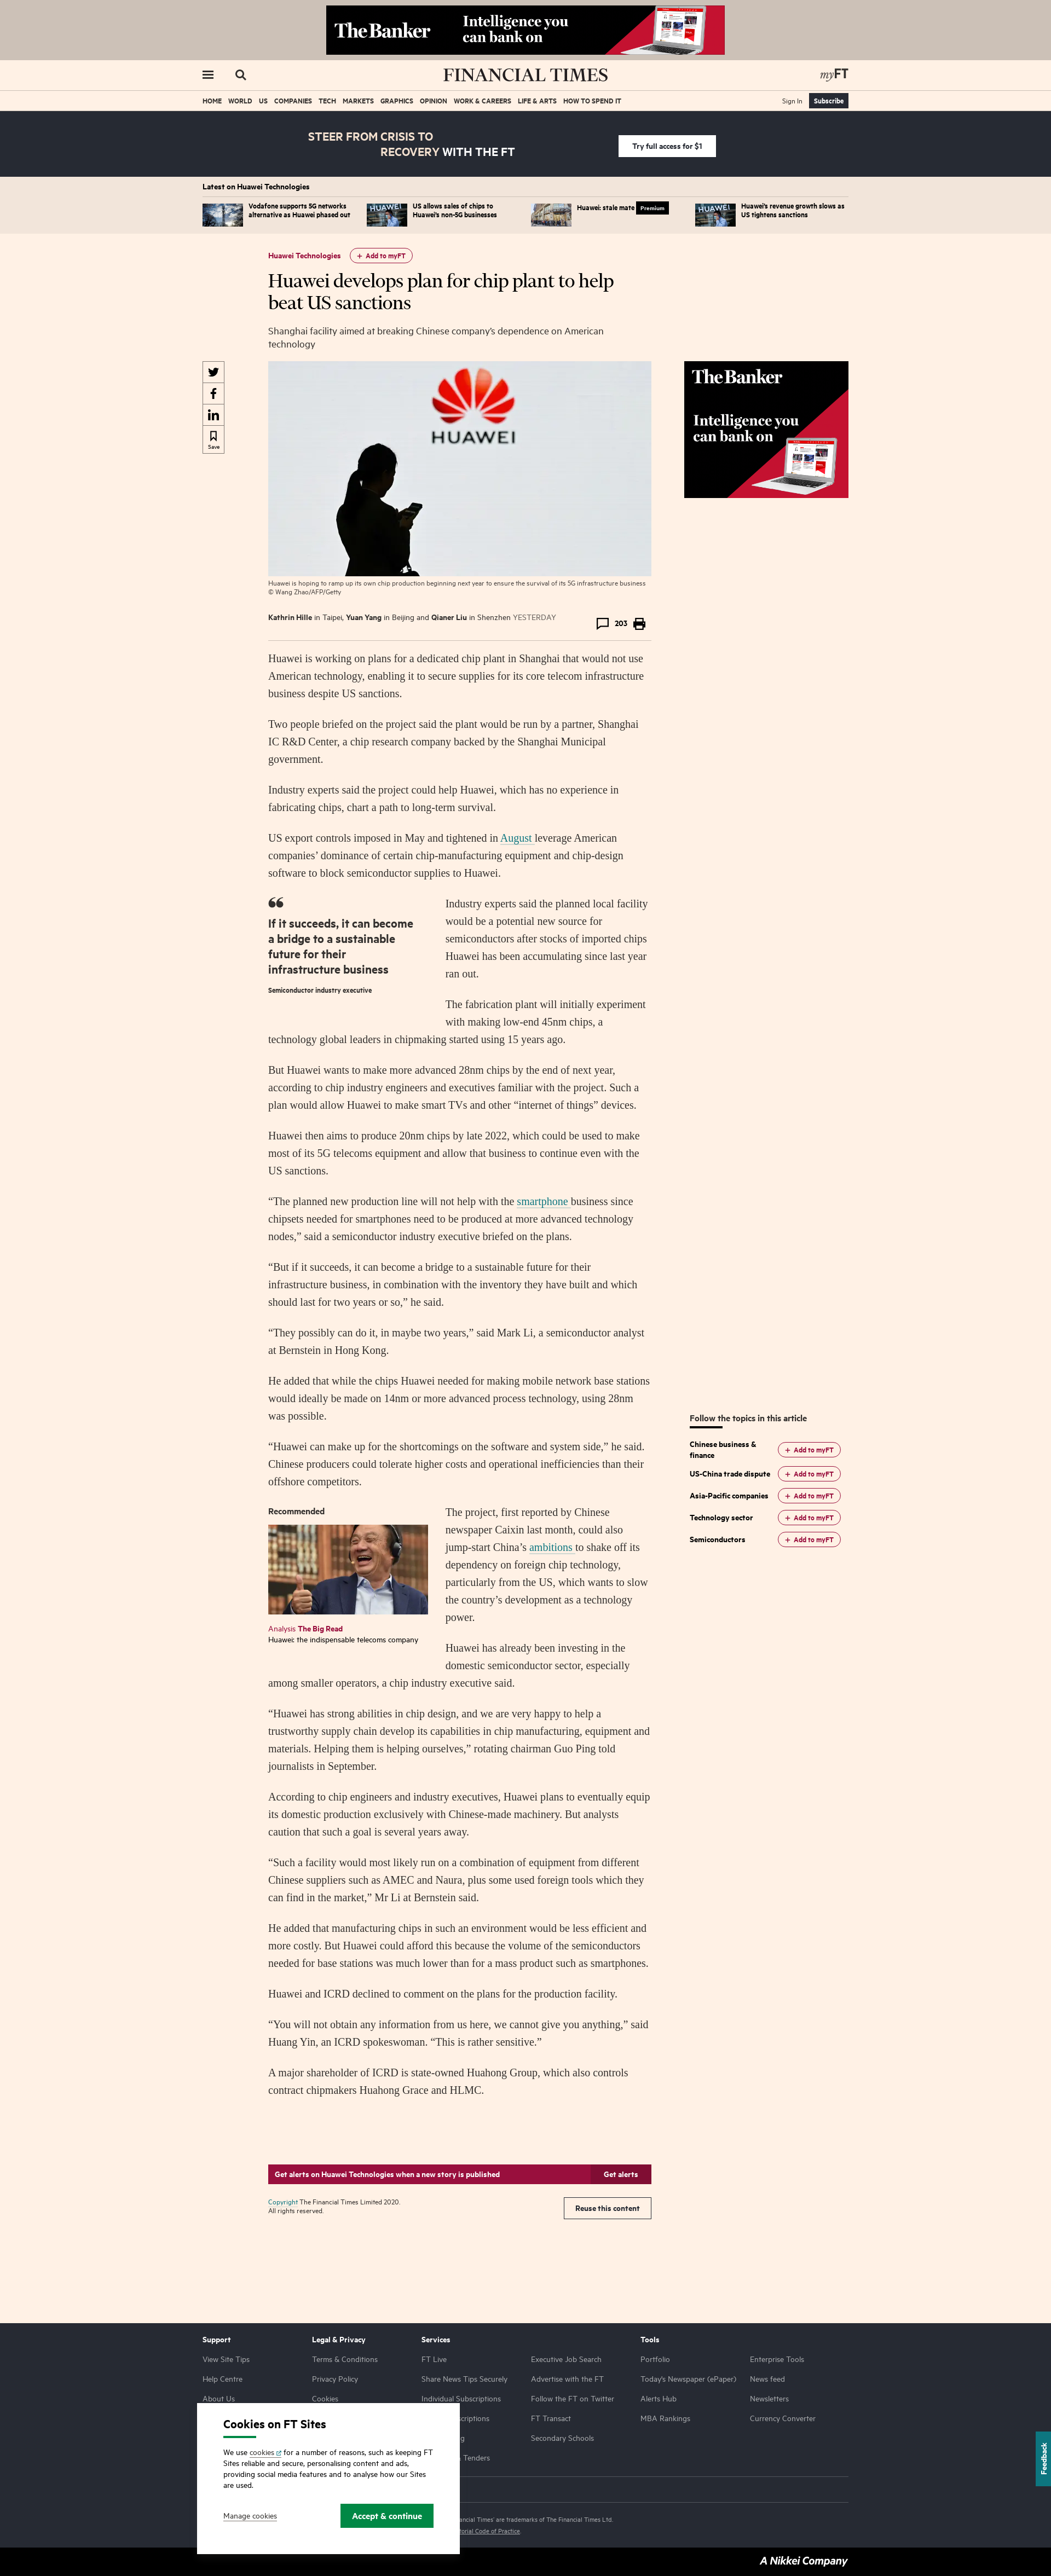 The Banker
Intelligence you
can bank on
FINANCIAL TIMES
myFT
HOME WORLD US COMPANIES TECH MARKETS GRAPHICS OPINION WORK & CAREERS LIFE & ARTS HOW TO SPEND IT
Sign In Subscribe
STEER FROM CRISIS TO
RECOVERY WITH THE FT
Try full access for $1
Latest on Huawei Technologies
Vodafone supports 5G networks
alternative as Huawei phased out
US allows sales of chips to
Huawei's non-5G businesses
Huawei: stale mate Premium
Huawei's revenue growth slows as
US tightens sanctions
Huawei Technologies + Add to myFT
Huawei develops plan for chip plant to help
beat US sanctions
Shanghai facility aimed at breaking Chinese company's dependence on American
technology
Save
HUAWEI
The Banker
Intelligence you
can bank on
Huawei is hoping to ramp up its own chip production beginning next year to ensure the survival of its 5G infrastructure business
© Wang Zhao/AFP/Getty
Kathrin Hille in Taipei, Yuan Yang in Beijing and Qianer Liu in Shenzhen YESTERDAY
203
Huawei is working on plans for a dedicated chip plant in Shanghai that would not use
American technology, enabling it to secure supplies for its core telecom infrastructure
business despite US sanctions.
Two people briefed on the project said the plant would be run by a partner, Shanghai
IC R&D Center, a chip research company backed by the Shanghai Municipal
government.
Industry experts said the project could help Huawei, which has no experience in
fabricating chips, chart a path to long-term survival.
US export controls imposed in May and tightened in August leverage American
companies' dominance of certain chip-manufacturing equipment and chip-design
software to block semiconductor supplies to Huawei.
“
If it succeeds, it can become
a bridge to a sustainable
future for their
infrastructure business
Semiconductor industry executive
Industry experts said the planned local facility
would be a potential new source for
semiconductors after stocks of imported chips
Huawei has been accumulating since last year
ran out.
The fabrication plant will initially experiment
with making low-end 45nm chips, a
technology global leaders in chipmaking started using 15 years ago.
But Huawei wants to make more advanced 28nm chips by the end of next year,
according to chip industry engineers and executives familiar with the project. Such a
plan would allow Huawei to make smart TVs and other “internet of things” devices.
Huawei then aims to produce 20nm chips by late 2022, which could be used to make
most of its 5G telecoms equipment and allow that business to continue even with the
US sanctions.
“The planned new production line will not help with the smartphone business since
chipsets needed for smartphones need to be produced at more advanced technology
nodes,” said a semiconductor industry executive briefed on the plans.
“But if it succeeds, it can become a bridge to a sustainable future for their
infrastructure business, in combination with the inventory they have built and which
should last for two years or so,” he said.
“They possibly can do it, in maybe two years,” said Mark Li, a semiconductor analyst
at Bernstein in Hong Kong.
He added that while the chips Huawei needed for making mobile network base stations
would ideally be made on 14nm or more advanced process technology, using 28nm
was possible.
“Huawei can make up for the shortcomings on the software and system side,” he said.
Chinese producers could tolerate higher costs and operational inefficiencies than their
offshore competitors.
Follow the topics in this article
Chinese business &
finance
+ Add to myFT
US-China trade dispute + Add to myFT
Asia-Pacific companies + Add to myFT
Technology sector + Add to myFT
Semiconductors + Add to myFT
Recommended
Analysis The Big Read
Huawei: the indispensable telecoms company
The project, first reported by Chinese
newspaper Caixin last month, could also
jump-start China's ambitions to shake off its
dependency on foreign chip technology,
particularly from the US, which wants to slow
the country's development as a technology
power.
Huawei has already been investing in the
domestic semiconductor sector, especially
among smaller operators, a chip industry executive said.
“Huawei has strong abilities in chip design, and we are very happy to help a
trustworthy supply chain develop its capabilities in chip manufacturing, equipment and
materials. Helping them is helping ourselves,” rotating chairman Guo Ping told
journalists in September.
According to chip engineers and industry executives, Huawei plans to eventually equip
its domestic production exclusively with Chinese-made machinery. But analysts
caution that such a goal is several years away.
“Such a facility would most likely run on a combination of equipment from different
Chinese suppliers such as AMEC and Naura, plus some used foreign tools which they
can find in the market,” Mr Li at Bernstein said.
He added that manufacturing chips in such an environment would be less efficient and
more costly. But Huawei could afford this because the volume of the semiconductors
needed for base stations was much lower than for a mass product such as smartphones.
Huawei and ICRD declined to comment on the plans for the production facility.
“You will not obtain any information from us here, we cannot give you anything,” said
Huang Yin, an ICRD spokeswoman. “This is rather sensitive.”
A major shareholder of ICRD is state-owned Huahong Group, which also controls
contract chipmakers Huahong Grace and HLMC.
Get alerts on Huawei Technologies when a new story is published Get alerts
Copyright The Financial Times Limited 2020.
All rights reserved.
Reuse this content
Support
View Site Tips
Help Centre
About Us
Legal & Privacy
Terms & Conditions
Privacy Policy
Cookies
Services
FT Live
Share News Tips Securely
Individual Subscriptions
scriptions
Tenders
Executive Job Search
Advertise with the FT
Follow the FT on Twitter
FT Transact
Secondary Schools
Tools
Portfolio
Today's Newspaper (ePaper)
Alerts Hub
MBA Rankings
Enterprise Tools
News feed
Newsletters
Currency Converter
Feedback
Cookies on FT Sites
We use cookies for a number of reasons, such as keeping FT
Sites reliable and secure, personalising content and ads,
providing social media features and to analyse how our Sites
are used.
Manage cookies Accept & continue
ancial Times' are trademarks of The Financial Times Ltd.
torial Code of Practice.
A Nikkei Company